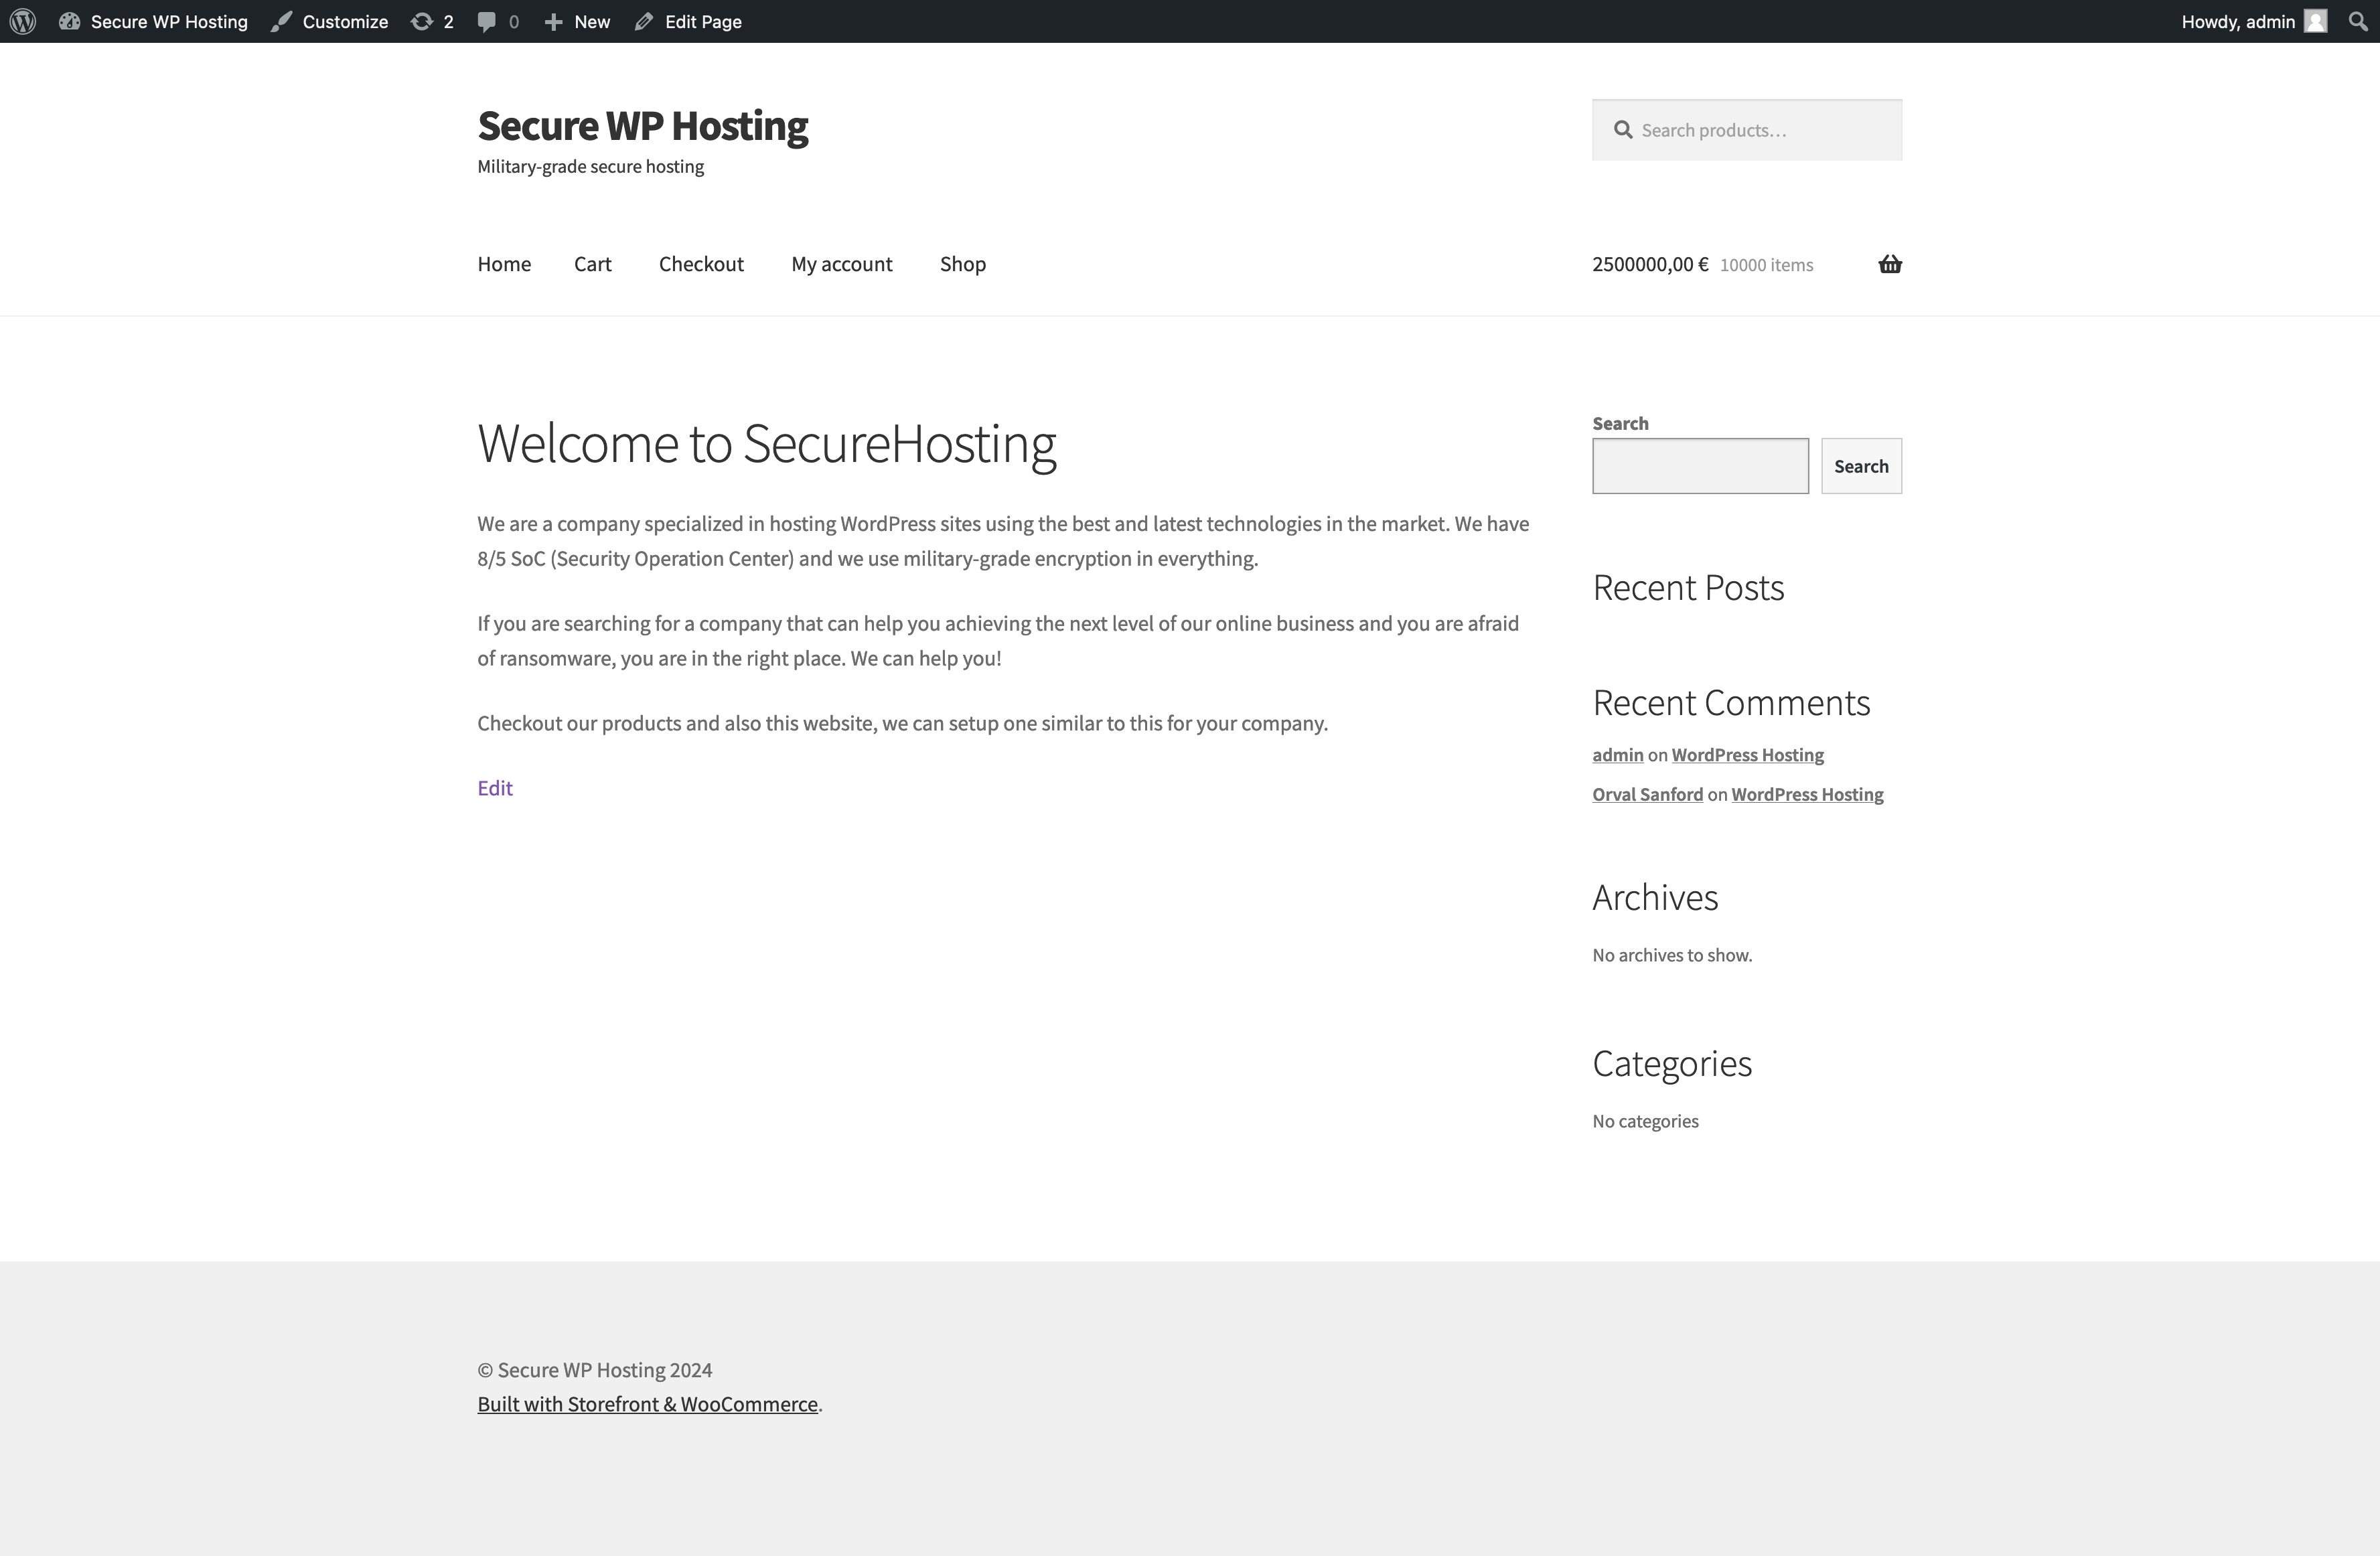 Secure WP Hosting Customize 2 0 New Edit Page Howdy, admin
Secure WP Hosting
Military-grade secure hosting
Search products…
Home Cart Checkout My account Shop
2500000,00 € 10000 items
Welcome to SecureHosting
We are a company specialized in hosting WordPress sites using the best and latest technologies in the market. We have
8/5 SoC (Security Operation Center) and we use military-grade encryption in everything.
If you are searching for a company that can help you achieving the next level of our online business and you are afraid
of ransomware, you are in the right place. We can help you!
Checkout our products and also this website, we can setup one similar to this for your company.
Edit
Search
Search
Recent Posts
Recent Comments
admin on WordPress Hosting
Orval Sanford on WordPress Hosting
Archives
No archives to show.
Categories
No categories
© Secure WP Hosting 2024
Built with Storefront & WooCommerce.